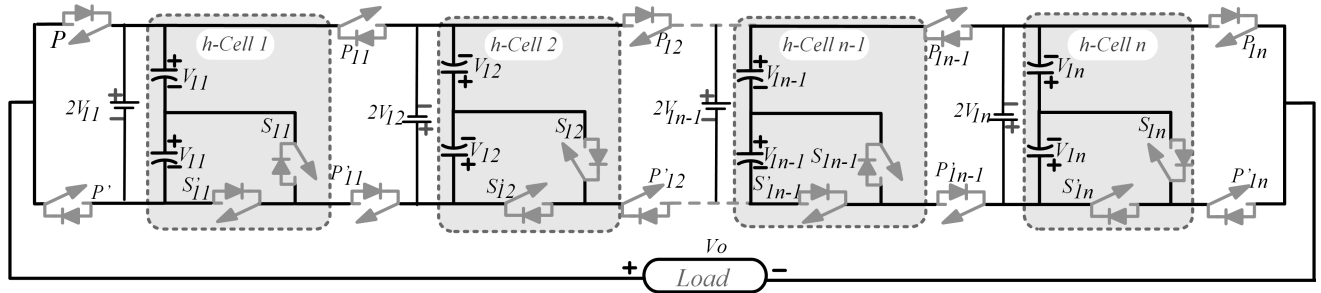 h-Cell 1
h-Cell 2
h-Cell n-1
h-Cell n
P
P11
P12
PIn-1
PIn
+
V11
-
-
V12
+
+
VIn-1
-
-
VIn
+
+
2V11
-
2V12
-
+
2VIn-1
+
-
2VIn
-
+
S11
S12
SIn-1
SIn
+
V11
-
-
V12
+
+
VIn-1
-
-
VIn
+
P'
S'11
P'11
S'12
P'12
S'In-1
P'In-1
S'In
P'In
Vo
+
Load
-